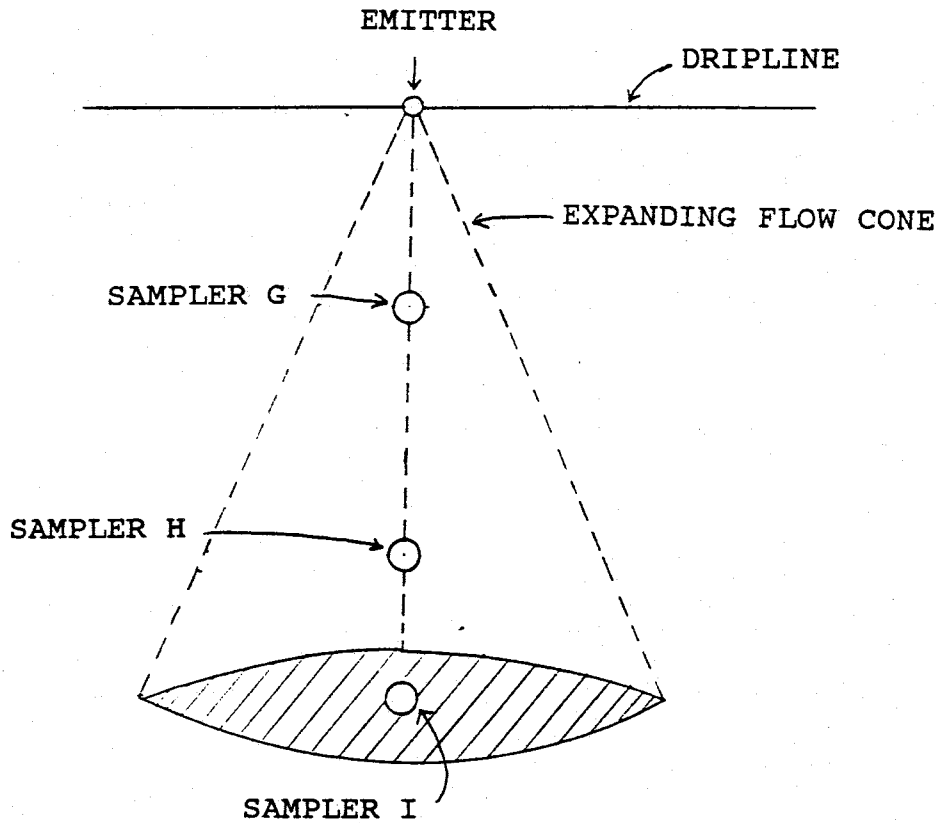 EMITTER
DRIPLINE
EXPANDING FLOW CONE
SAMPLER G
SAMPLER H
SAMPLER I